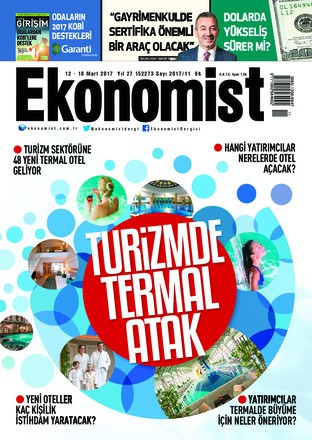 GİRİŞİM
ODALARIN
2017 KOBİ
DESTEKLERİ
Garanti
"GAYRİMENKULDE
SERTİFİKA ÖNEMLİ
BİR ARAÇ OLACAK"
DOLARDA
YÜKSELİŞ
SÜRER Mİ?
12 - 18 Mart 2017 Yıl 27 152273 Sayı 2017/11 6₺
Ekonomist
ekonomist.com.tr
@ekonomistdergi
/EkonomistDergisi
TURİZM SEKTÖRÜNE
48 YENİ TERMAL OTEL
GELİYOR
HANGİ YATIRIMCILAR
NERELERDE OTEL
AÇACAK?
TURİZMDE
TERMAL
ATAK
YENİ OTELLER
KAÇ KİŞİLİK
İSTİHDAM YARATACAK?
YATIRIMCILAR
TERMALDE BÜYÜME
İÇİN NELER ÖNERİYOR?